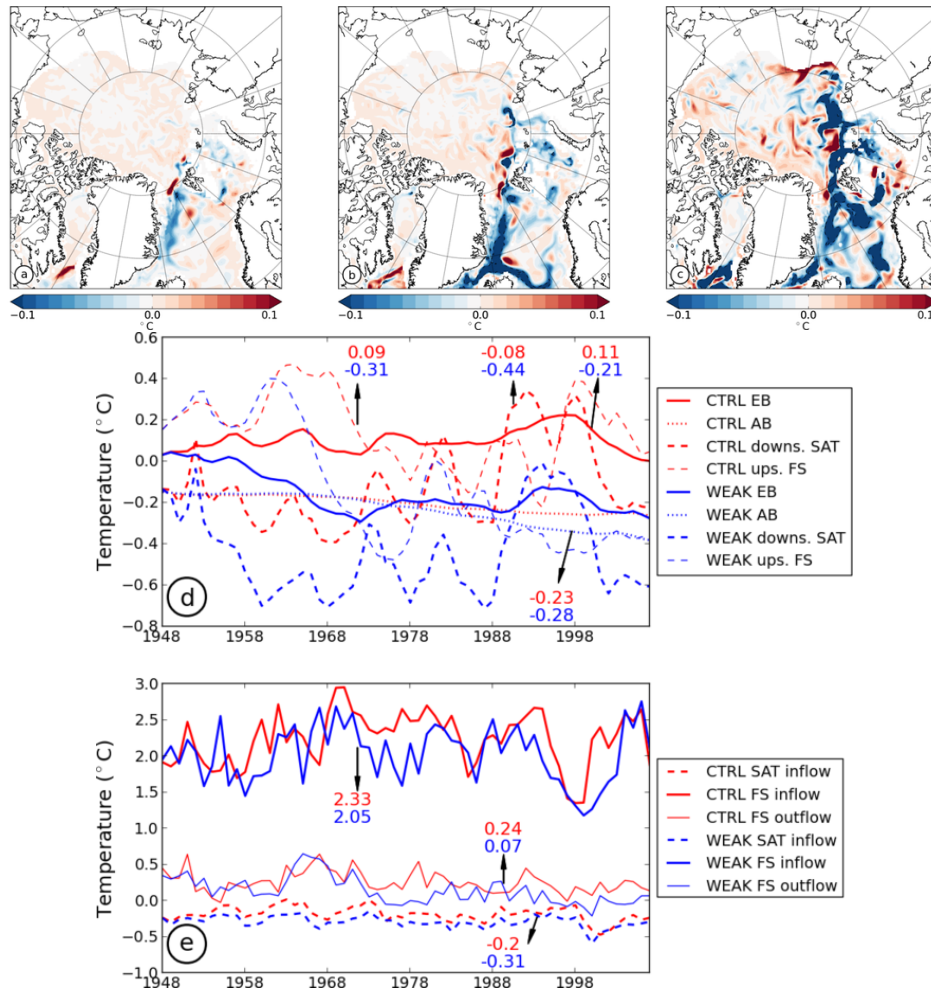 a
b
c
−0.1 0.0 0.1
°C
−0.1 0.0 0.1
°C
−0.1 0.0 0.1
°C
0.6
0.4
0.2
0.0
−0.2
−0.4
−0.6
−0.8
Temperature (°C)
0.09
-0.31
-0.08
-0.44
0.11
-0.21
-0.23
-0.28
d
1948 1958 1968 1978 1988 1998
CTRL EB
CTRL AB
CTRL downs. SAT
CTRL ups. FS
WEAK EB
WEAK AB
WEAK downs. SAT
WEAK ups. FS
3.0
2.5
2.0
1.5
1.0
0.5
0.0
−0.5
−1.0
Temperature (°C)
2.33
2.05
0.24
0.07
-0.2
-0.31
e
1948 1958 1968 1978 1988 1998
CTRL SAT inflow
CTRL FS inflow
CTRL FS outflow
WEAK SAT inflow
WEAK FS inflow
WEAK FS outflow